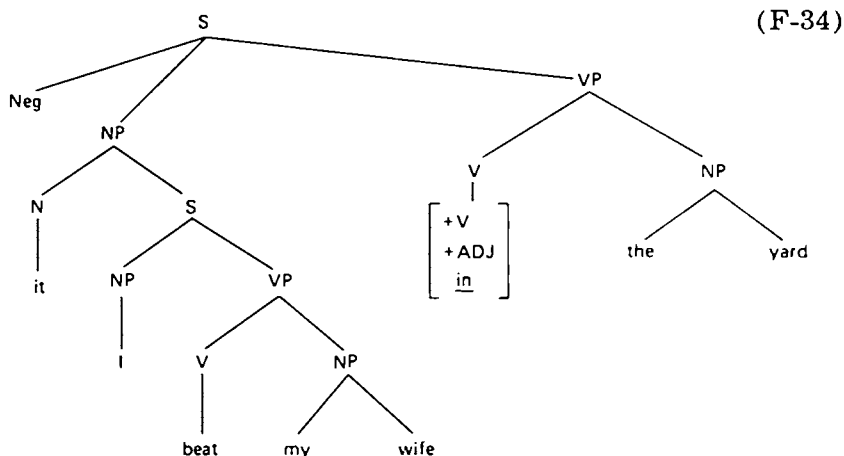 (F-34)
S
Neg NP VP
N S V NP
it NP VP [+V the yard
+ADJ
in]
I V NP
beat my wife